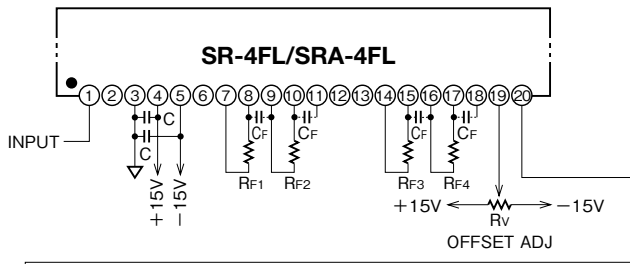 SR-4FL/SRA-4FL
1 2 3 4 5 6 7 8 9 10 11 12 13 14 15 16 17 18 19 20
INPUT
C
C
CF
CF
CF
CF
RF1
RF2
RF3
RF4
+15V
−15V
+15V
RV
−15V
OFFSET ADJ